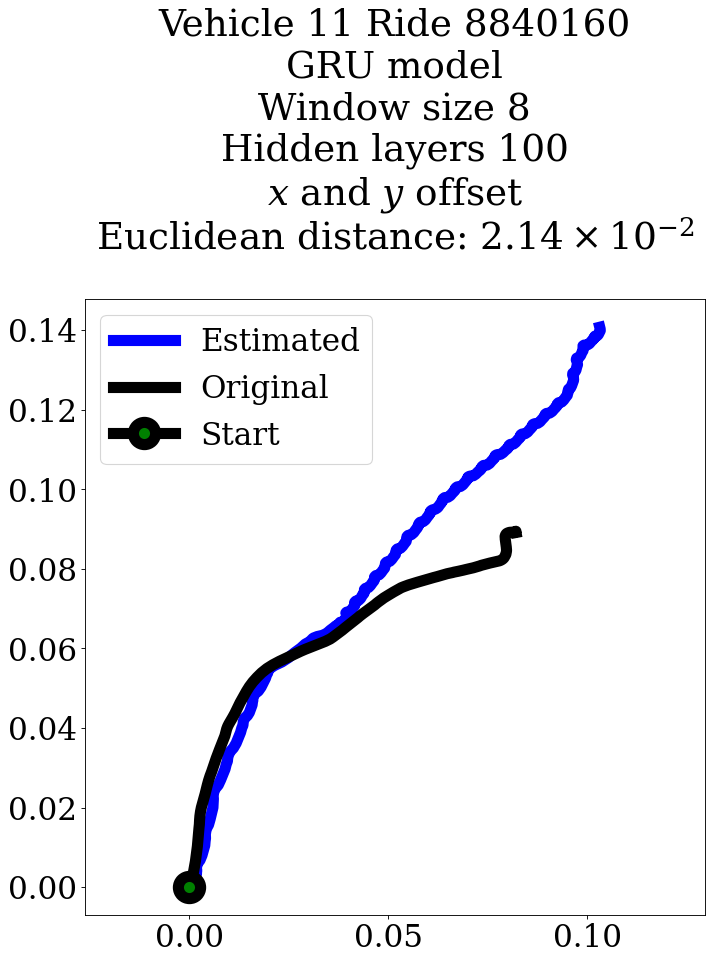 Vehicle 11 Ride 8840160
GRU model
Window size 8
Hidden layers 100
x and y offset
Euclidean distance: 2.14 × 10⁻²
Estimated
Original
Start
0.14
0.12
0.10
0.08
0.06
0.04
0.02
0.00
0.00 0.05 0.10